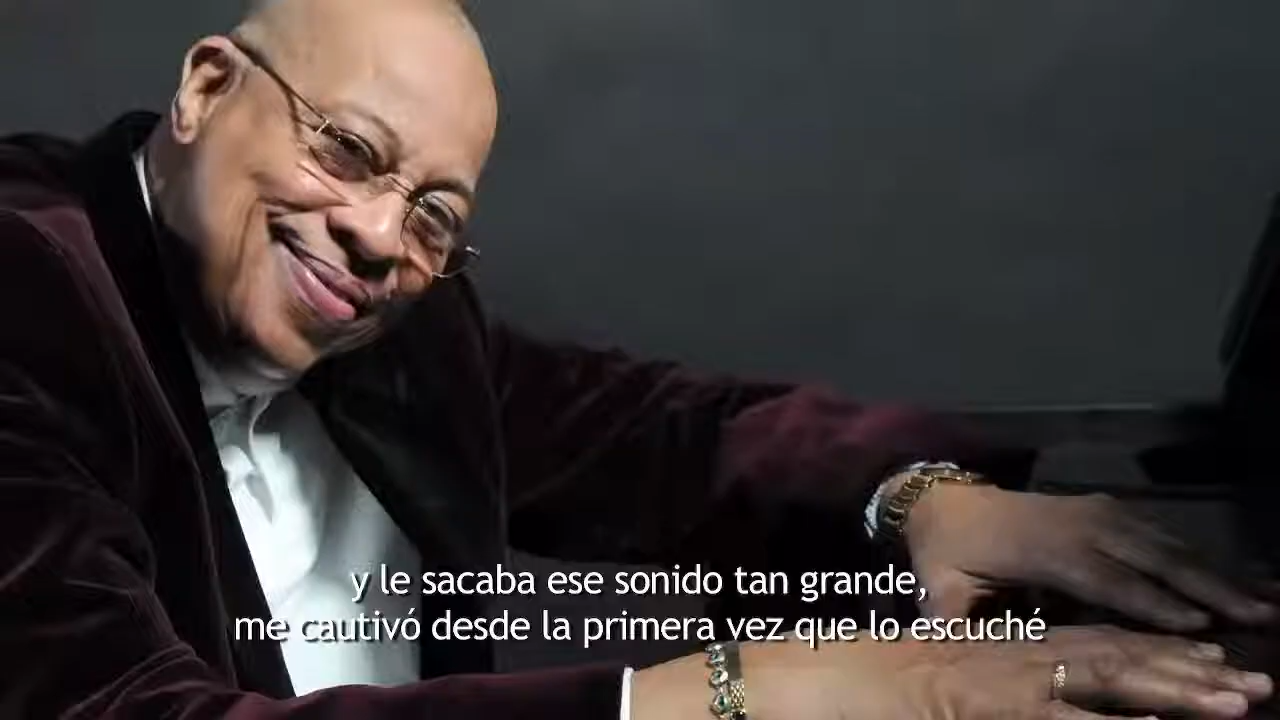 y le sacaba ese sonido tan grande,
me cautivó desde la primera vez que lo escuché